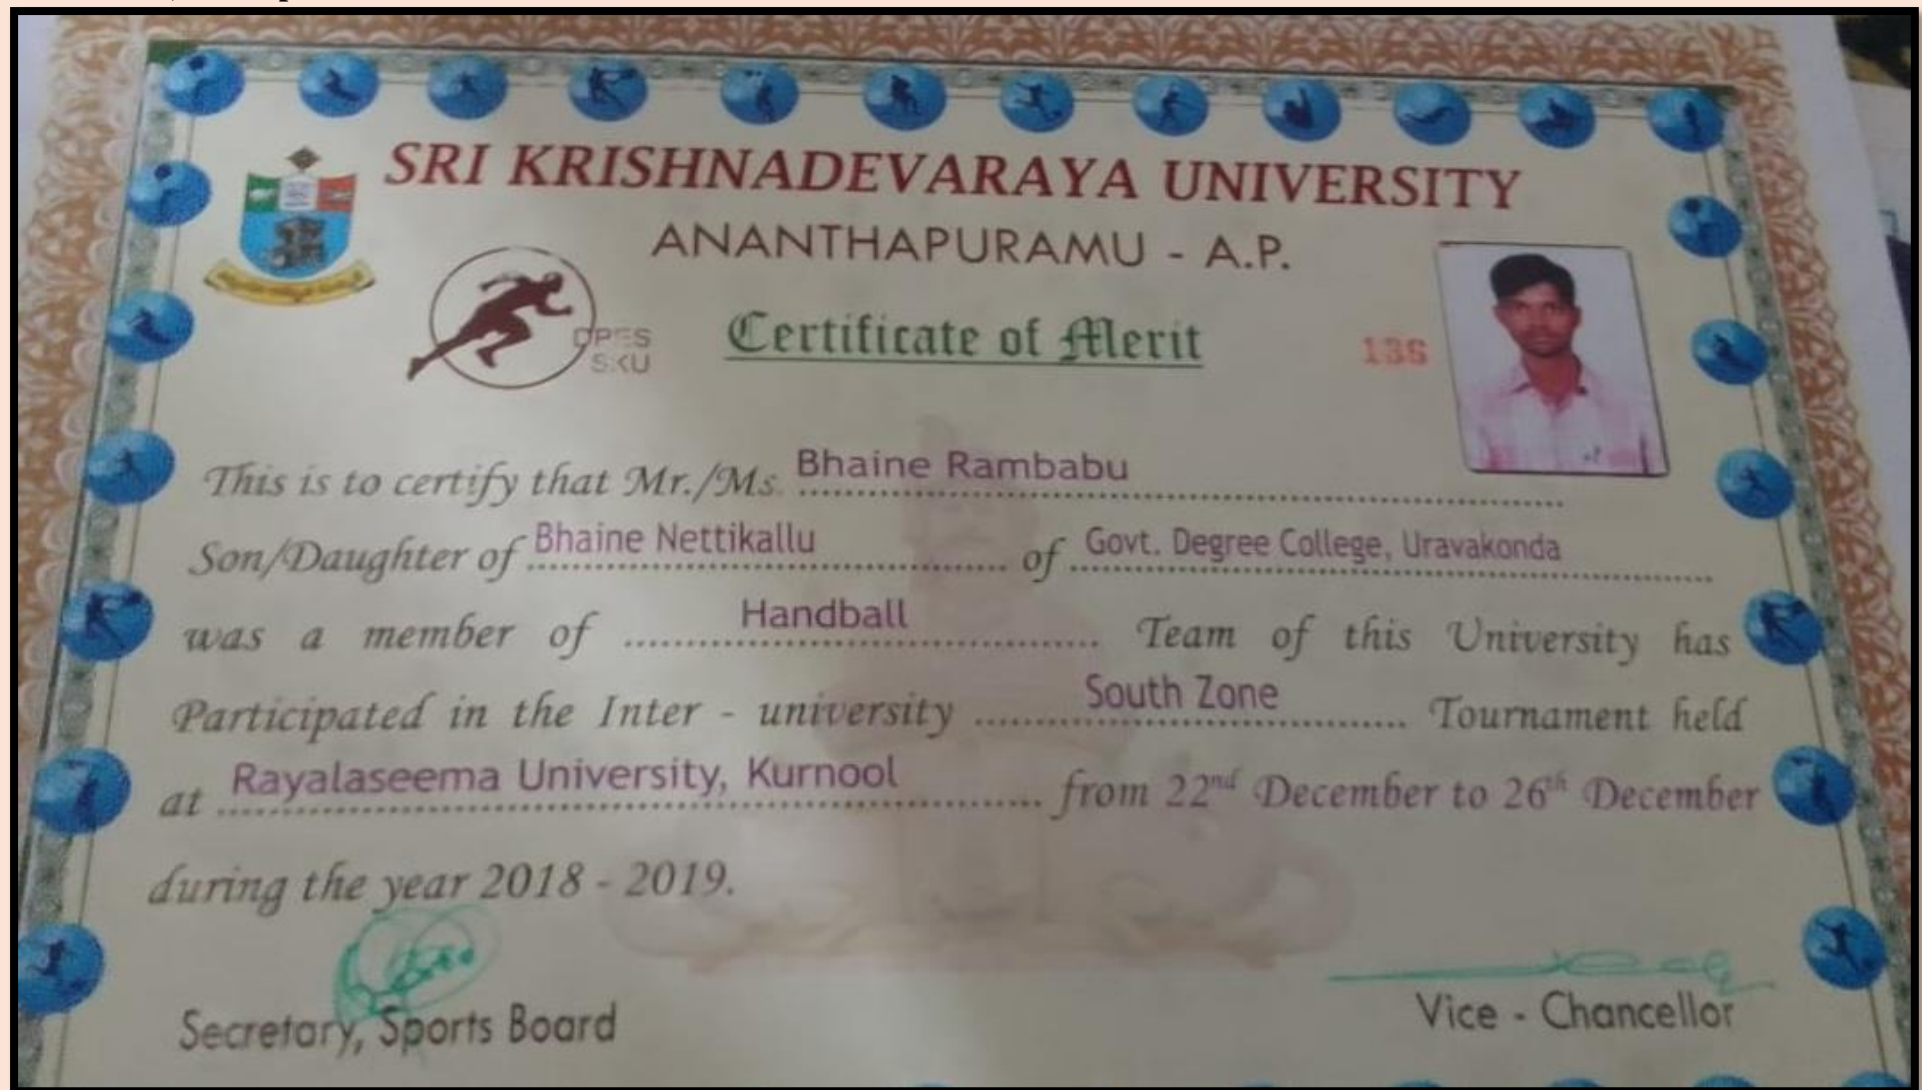 SRI KRISHNADEVARAYA UNIVERSITY
ANANTHAPURAMU - A.P.
DPES
SKU
Certificate of Merit
136
This is to certify that Mr./Ms. Bhaine Rambabu
Son/Daughter of Bhaine Nettikallu of Govt. Degree College, Uravakonda
was a member of Handball Team of this University has
Participated in the Inter - university South Zone Tournament held
at Rayalaseema University, Kurnool from 22nd December to 26th December
during the year 2018 - 2019.
Secretary, Sports Board
Vice - Chancellor